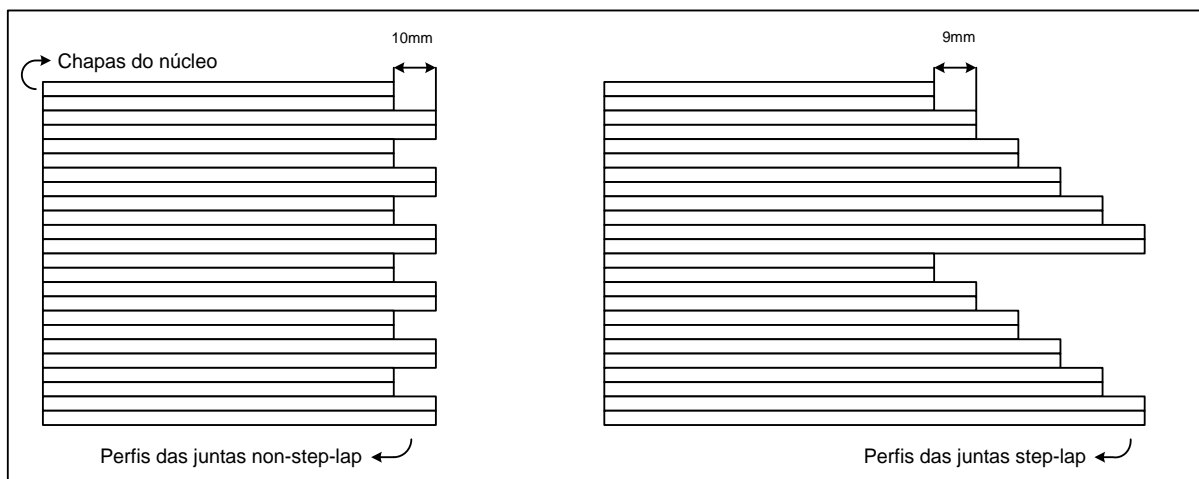 10mm
9mm
Chapas do núcleo
Perfis das juntas non-step-lap
Perfis das juntas step-lap